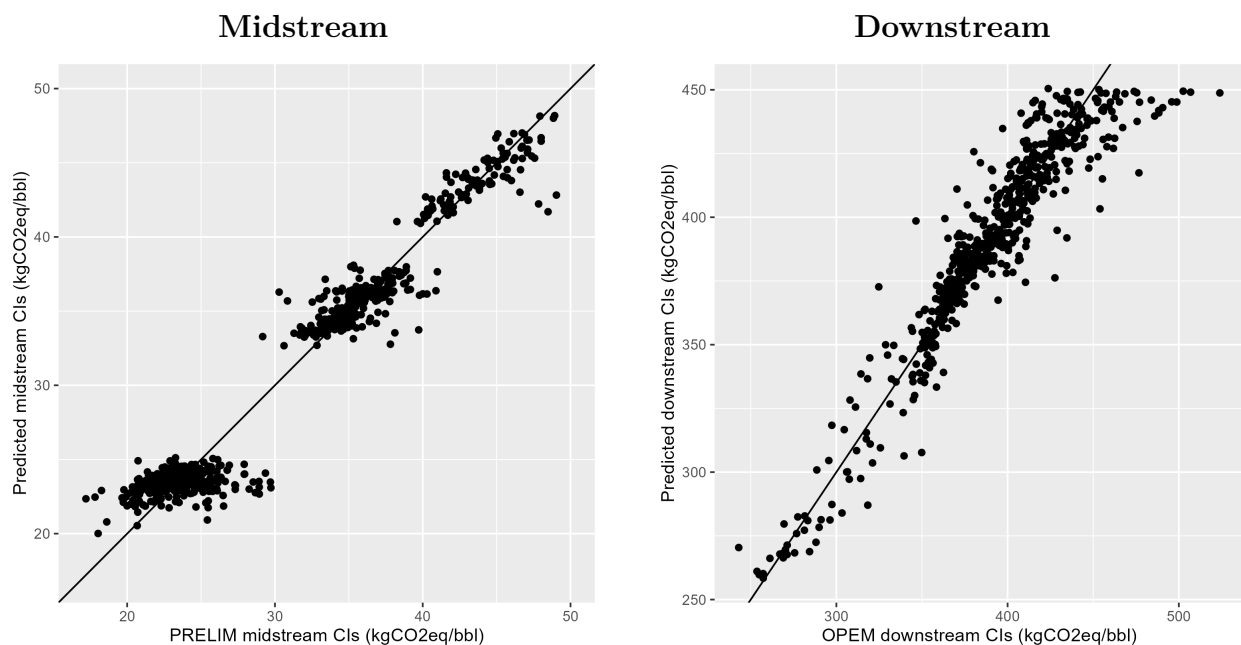 Midstream
Predicted midstream CIs (kgCO2eq/bbl)
50
40
30
20
20 30 40 50
PRELIM midstream CIs (kgCO2eq/bbl)
Downstream
Predicted downstream CIs (kgCO2eq/bbl)
450
400
350
300
250
300 400 500
OPEM downstream CIs (kgCO2eq/bbl)